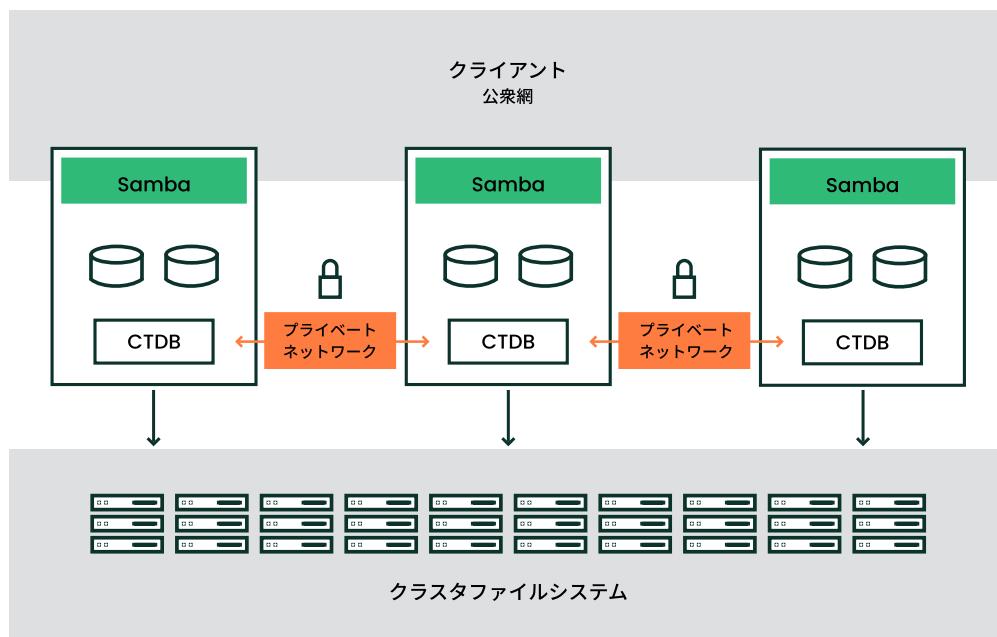 クライアント
公衆網
Samba
Samba
Samba
プライベート
ネットワーク
プライベート
ネットワーク
CTDB
CTDB
CTDB
クラスタファイルシステム